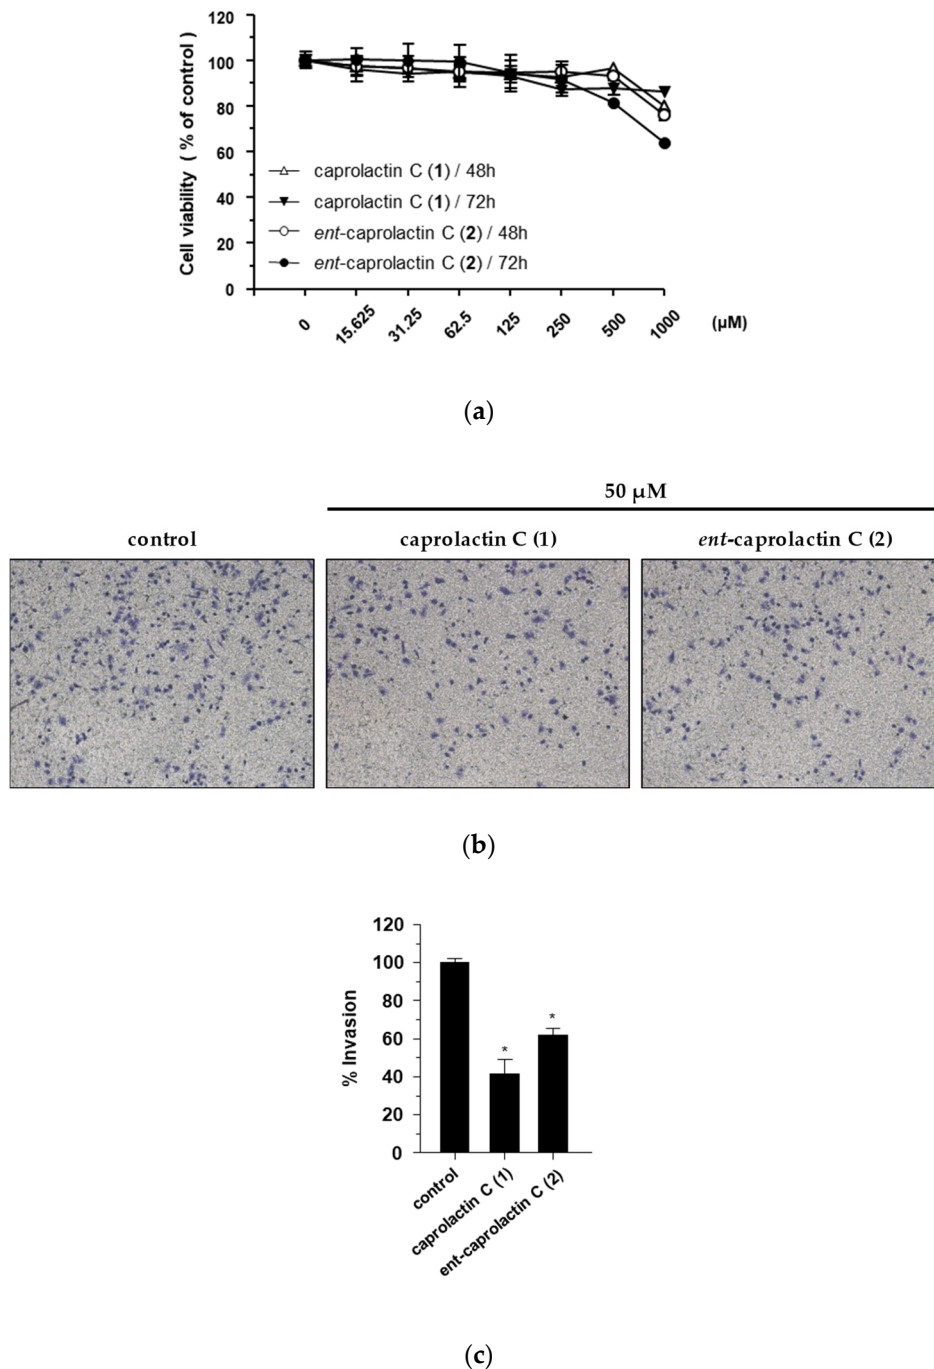 120
100
80
60
40
20
0
Cell viability ( % of control )
caprolactin C (1) / 48h
caprolactin C (1) / 72h
ent-caprolactin C (2) / 48h
ent-caprolactin C (2) / 72h
0
15.625
31.25
62.5
125
250
500
1000
(µM)
(a)
50 µM
control
caprolactin C (1)
ent-caprolactin C (2)
(b)
120
100
80
60
40
20
0
% Invasion
*
*
control
caprolactin C (1)
ent-caprolactin C (2)
(c)